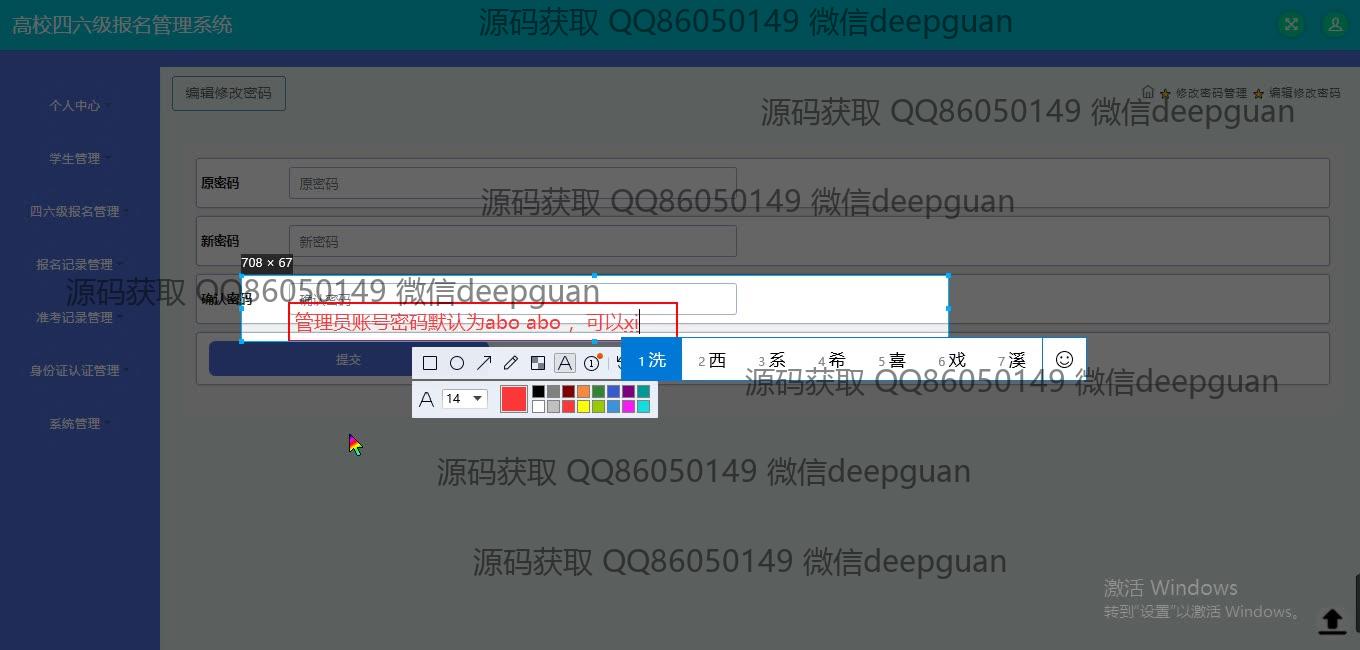 高校四六级报名管理系统
源码获取 QQ86050149 微信deepguan
个人中心
学生管理
四六级报名管理
报名记录管理
准考记录管理
身份证认证管理
系统管理
编辑修改密码
修改密码管理 编辑修改密码
源码获取 QQ86050149 微信deepguan
原密码 原密码
源码获取 QQ86050149 微信deepguan
新密码 新密码
708 × 67
确认密码 确认密码
源码获取 QQ86050149 微信deepguan
管理员账号密码默认为abo abo ，可以xi
提交
1 洗 2 西 3 系 4 希 5 喜 6 戏 7 溪
源码获取 QQ86050149 微信deepguan
A 14
源码获取 QQ86050149 微信deepguan
源码获取 QQ86050149 微信deepguan
激活 Windows
转到"设置"以激活 Windows。